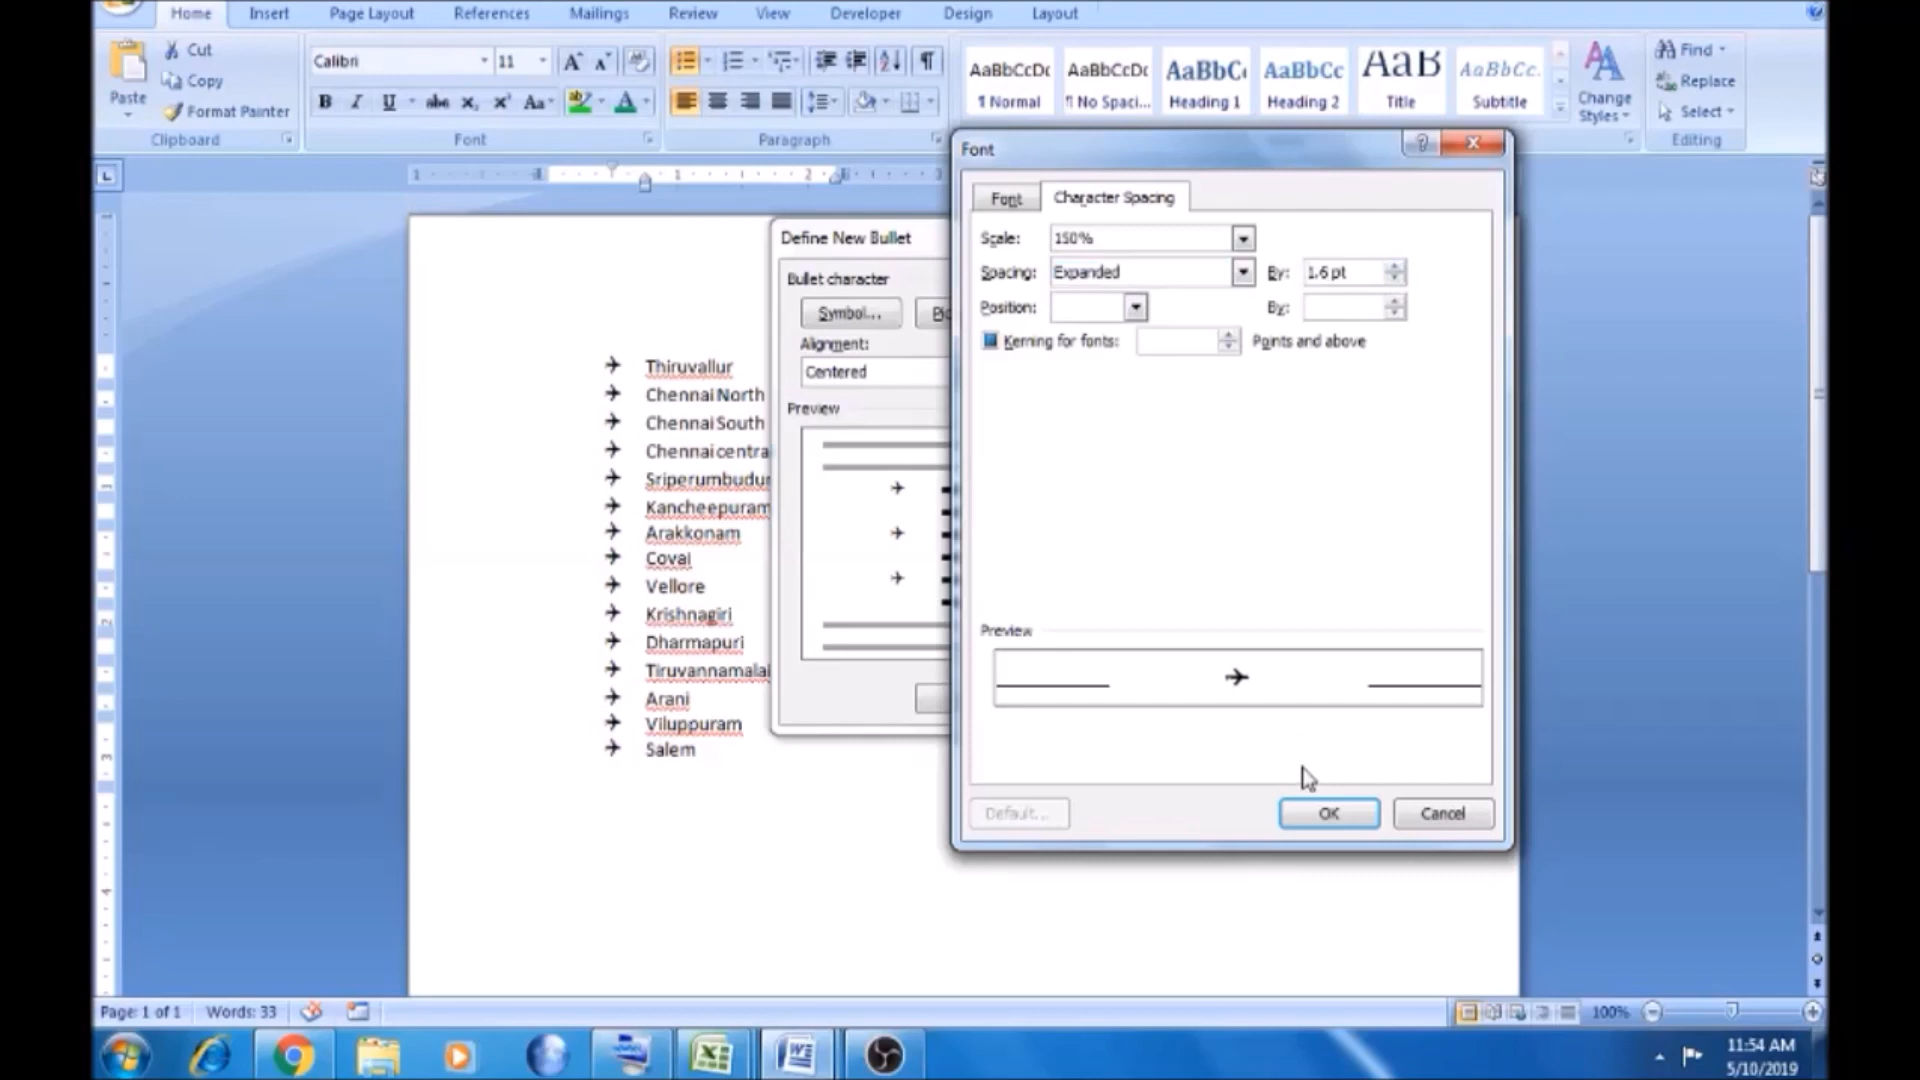 Home Insert Page Layout References Mailings Review View Developer Design Layout
Paste
Cut
Copy
Format Painter
Clipboard
Calibri 11
Font
Paragraph
AaBbCcDc AaBbCcDc AaBbC AaBbCc AaB AaBbCc.
¶ Normal ¶ No Spaci... Heading 1 Heading 2 Title Subtitle
Change
Styles
Find
Replace
Select
Editing
Thiruvallur
Chennai North
Chennai South
Chennai centra
Sriperumbudur
Kancheepuram
Arakkonam
Coval
Vellore
Krishnagiri
Dharmapuri
Tiruvannamalai
Arani
Viluppuram
Salem
Define New Bullet
Bullet character
Symbol...
Alignment:
Centered
Preview
Font
Font Character Spacing
Scale: 150%
Spacing: Expanded By: 1.6 pt
Position: By:
Kerning for fonts: Points and above
Preview
Default... OK Cancel
Page: 1 of 1 Words: 33 100%
11:54 AM
5/10/2019